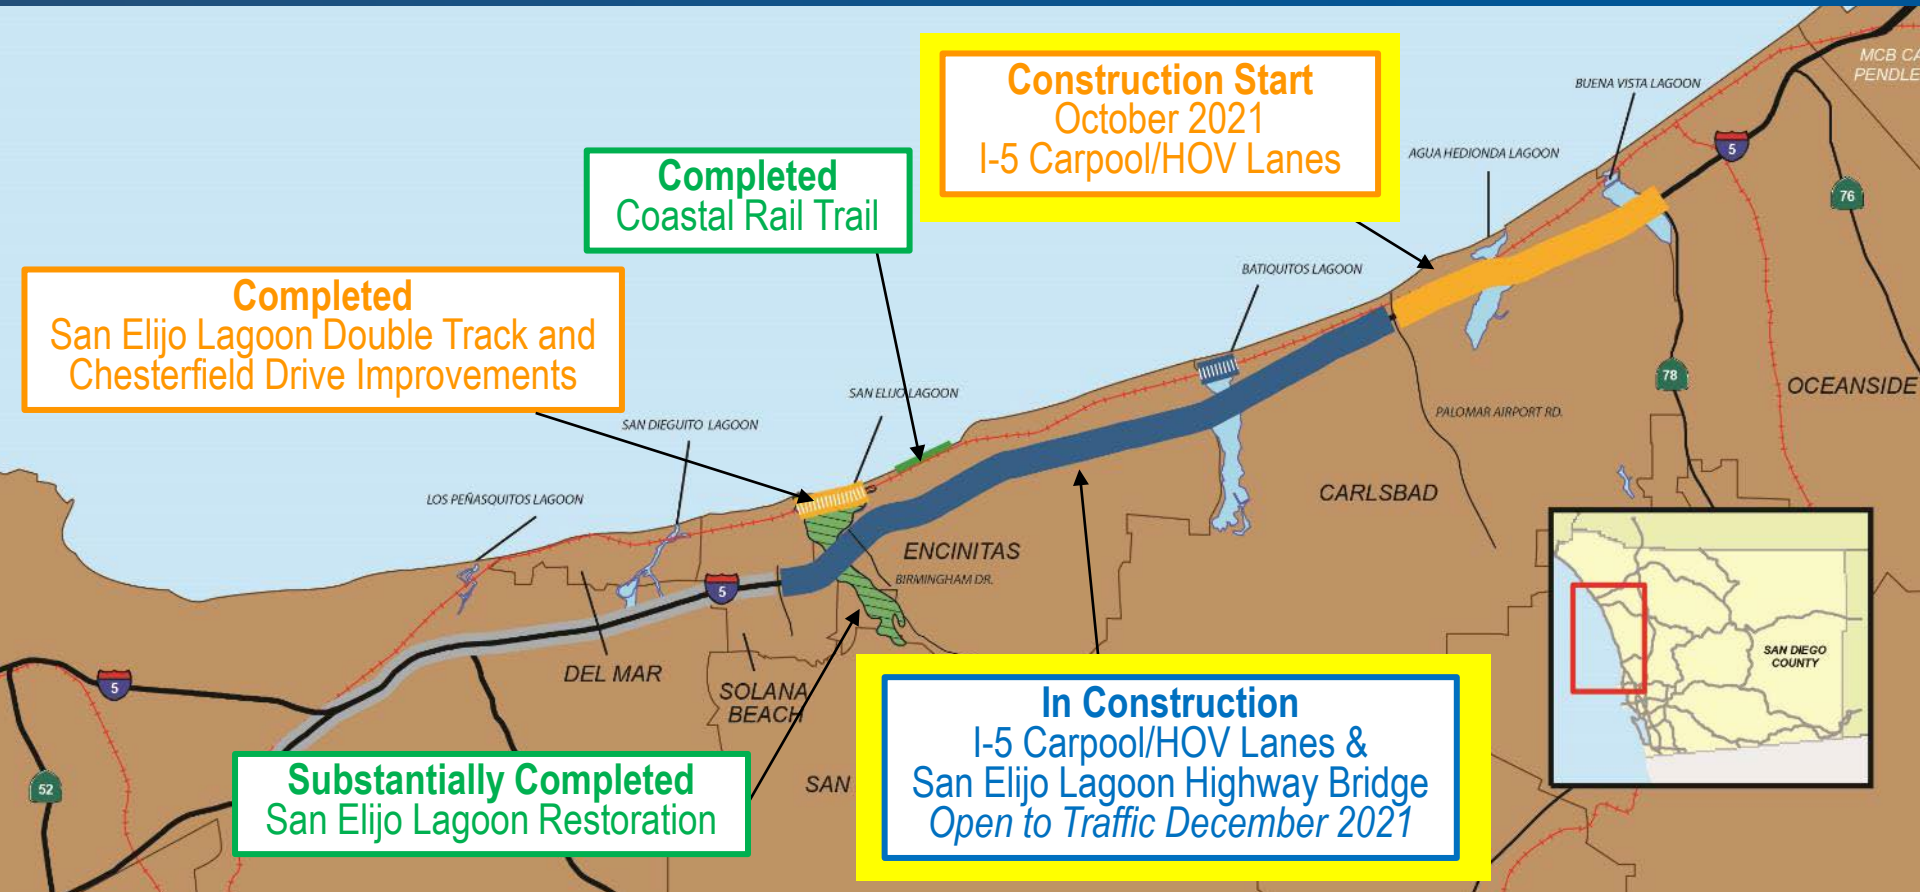 Construction Start
October 2021
I-5 Carpool/HOV Lanes
MCB CA
PENDLE
BUENA VISTA LAGOON
AGUA HEDIONDA LAGOON
5
76
Completed
Coastal Rail Trail
BATIQUITOS LAGOON
Completed
San Elijo Lagoon Double Track and
Chesterfield Drive Improvements
78
OCEANSIDE
SAN ELIJO LAGOON
PALOMAR AIRPORT RD.
SAN DIEGUITO LAGOON
CARLSBAD
LOS PEÑASQUITOS LAGOON
ENCINITAS
BIRMINGHAM DR.
5
SAN DIEGO
COUNTY
DEL MAR
5
SOLANA
BEACH
In Construction
I-5 Carpool/HOV Lanes &
San Elijo Lagoon Highway Bridge
Open to Traffic December 2021
52
Substantially Completed
San Elijo Lagoon Restoration
SAN